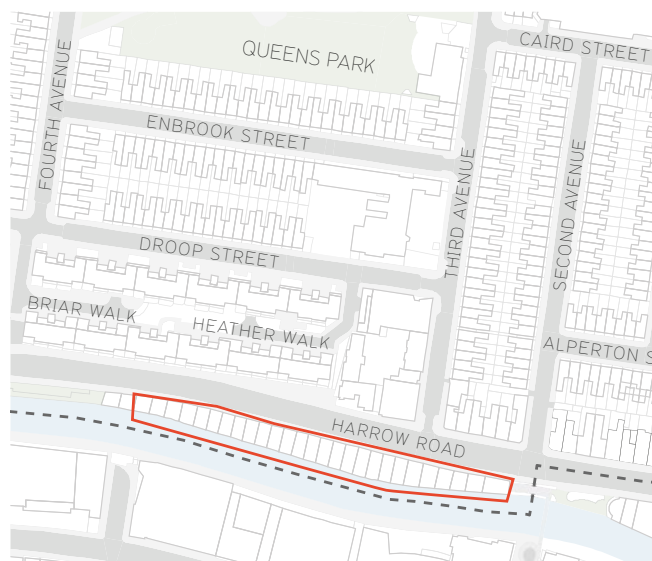 QUEENS PARK
CAIRD STREET
FOURTH AVENUE
ENBROOK STREET
THIRD AVENUE
SECOND AVENUE
DROOP STREET
BRIAR WALK
HEATHER WALK
ALPERTON S
HARROW ROAD